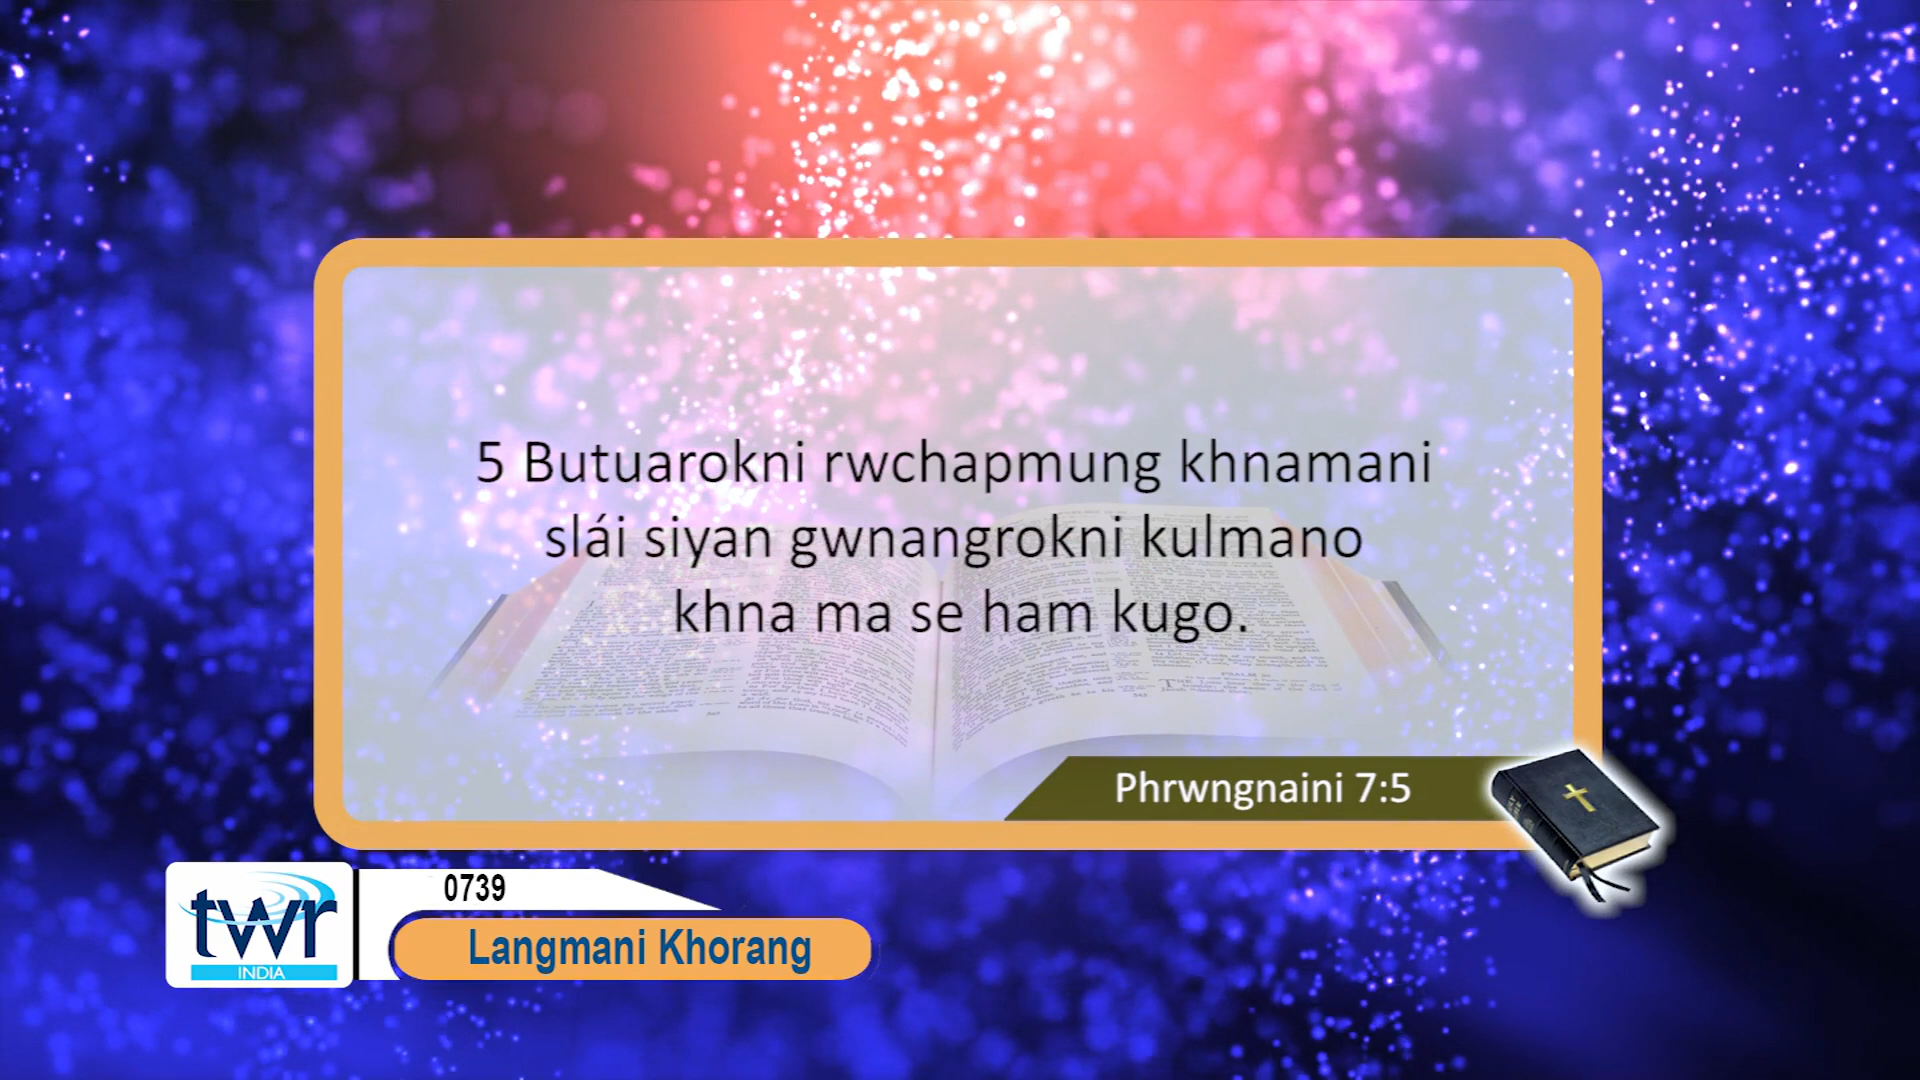 5 Butuarokni rwchapmung khnamani
slái siyan gwnangrokni kulmano
khna ma se ham kugo.
Phrwngnaini 7:5
0739
twr
INDIA
Langmani Khorang